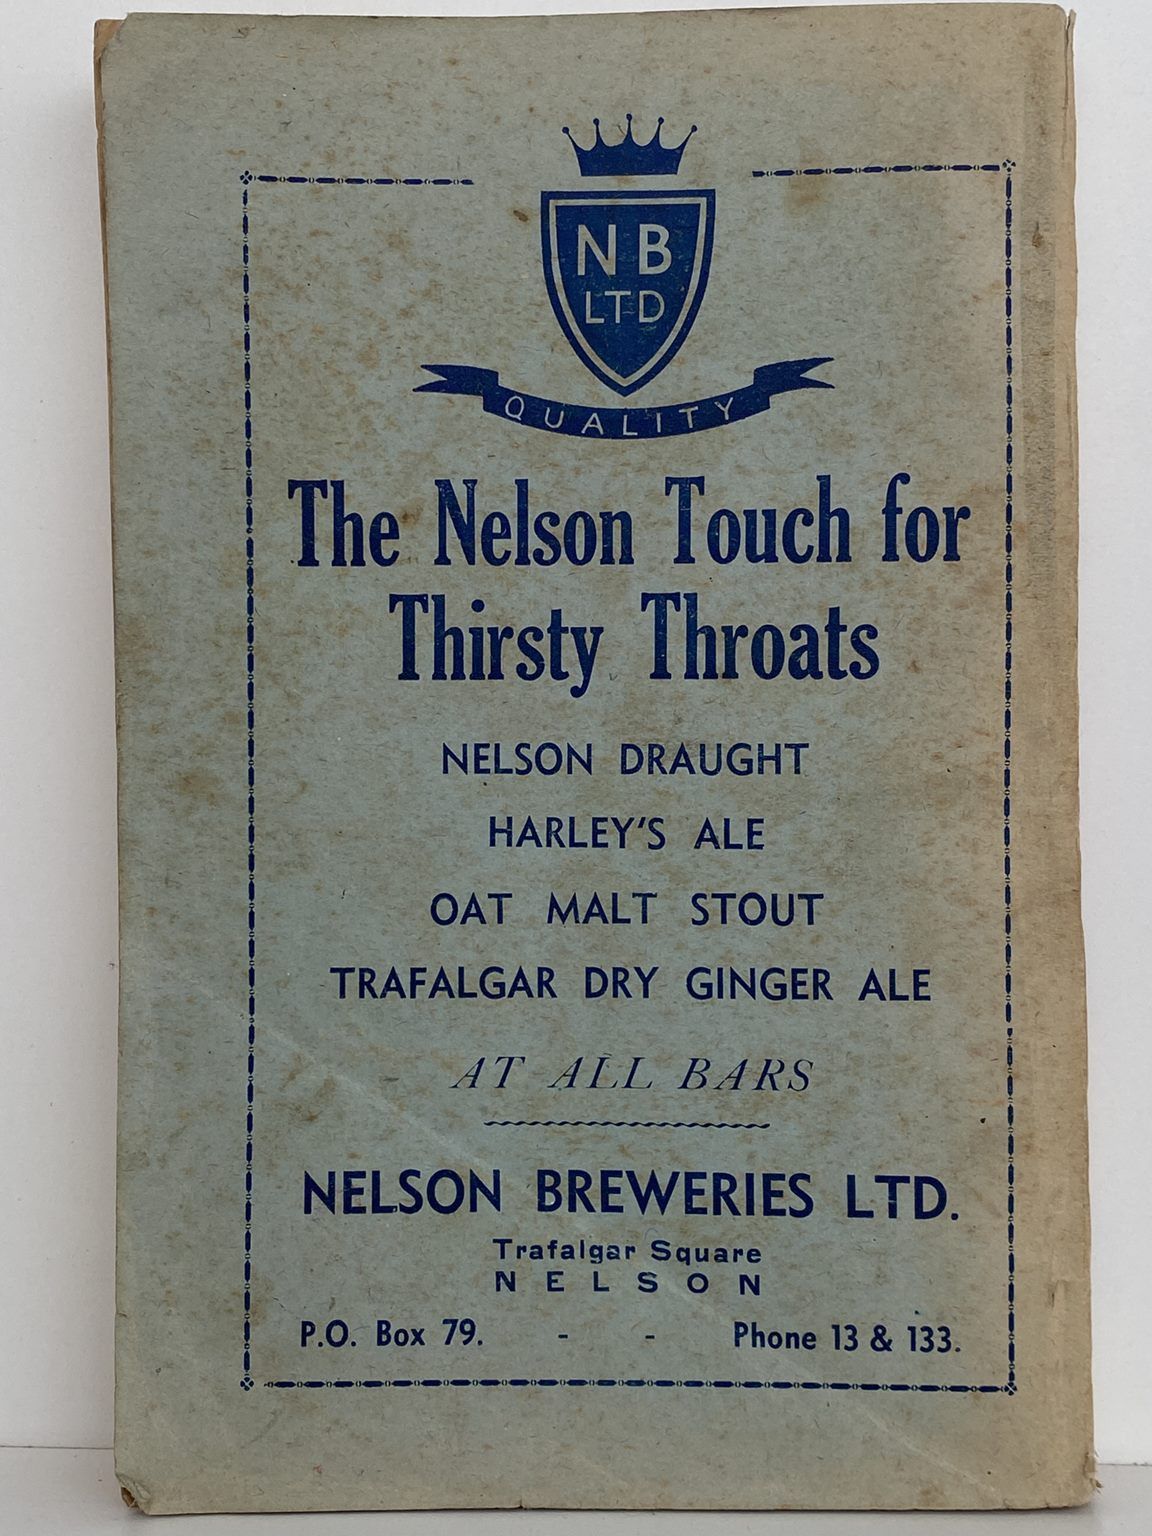 NB
LTD
QUALITY
The Nelson Touch for
Thirsty Throats
NELSON DRAUGHT
HARLEY'S ALE
OAT MALT STOUT
TRAFALGAR DRY GINGER ALE
AT ALL BARS
NELSON BREWERIES LTD.
Trafalgar Square
NELSON
P.O. Box 79. - - Phone 13 & 133.